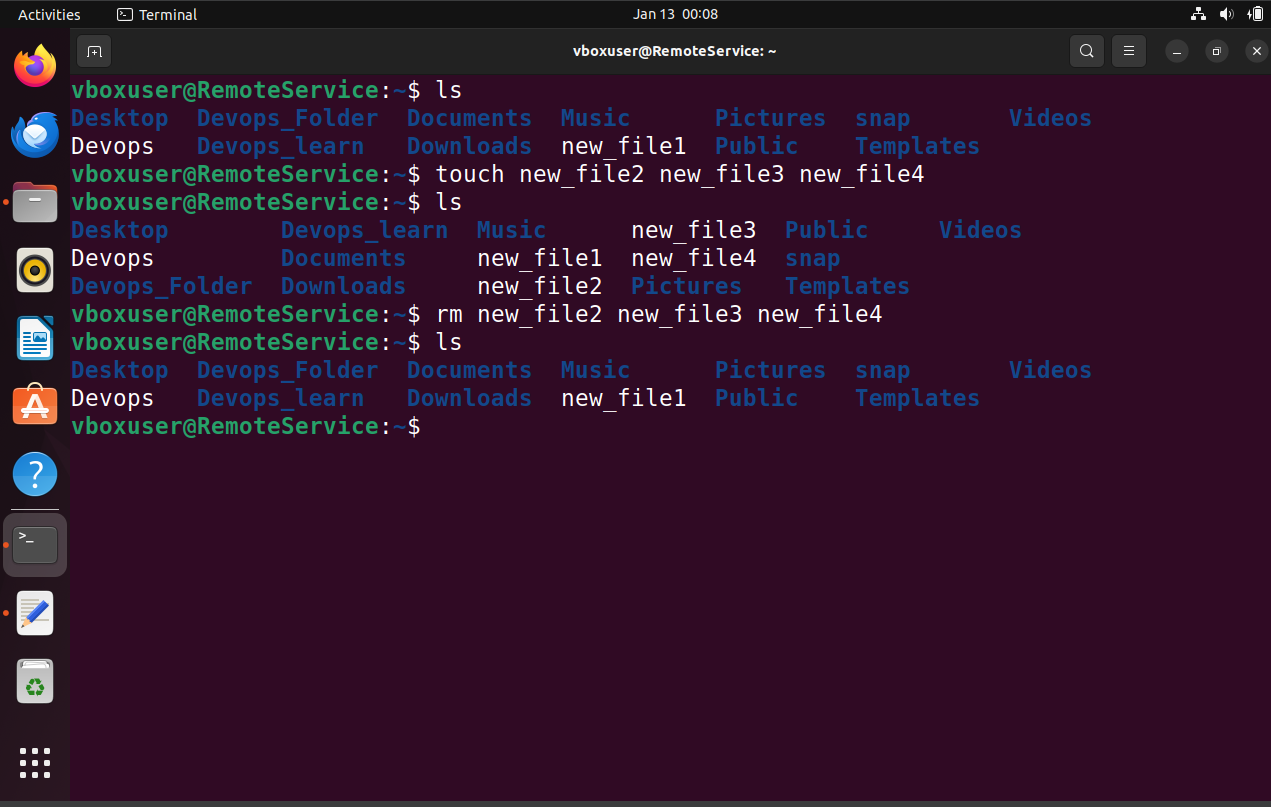 Activities Terminal Jan 13 00:08
vboxuser@RemoteService: ~
vboxuser@RemoteService:~$ ls
Desktop Devops_Folder Documents Music Pictures snap Videos
Devops Devops_learn Downloads new_file1 Public Templates
vboxuser@RemoteService:~$ touch new_file2 new_file3 new_file4
vboxuser@RemoteService:~$ ls
Desktop Devops_learn Music new_file3 Public Videos
Devops Documents new_file1 new_file4 snap
Devops_Folder Downloads new_file2 Pictures Templates
vboxuser@RemoteService:~$ rm new_file2 new_file3 new_file4
vboxuser@RemoteService:~$ ls
Desktop Devops_Folder Documents Music Pictures snap Videos
Devops Devops_learn Downloads new_file1 Public Templates
vboxuser@RemoteService:~$